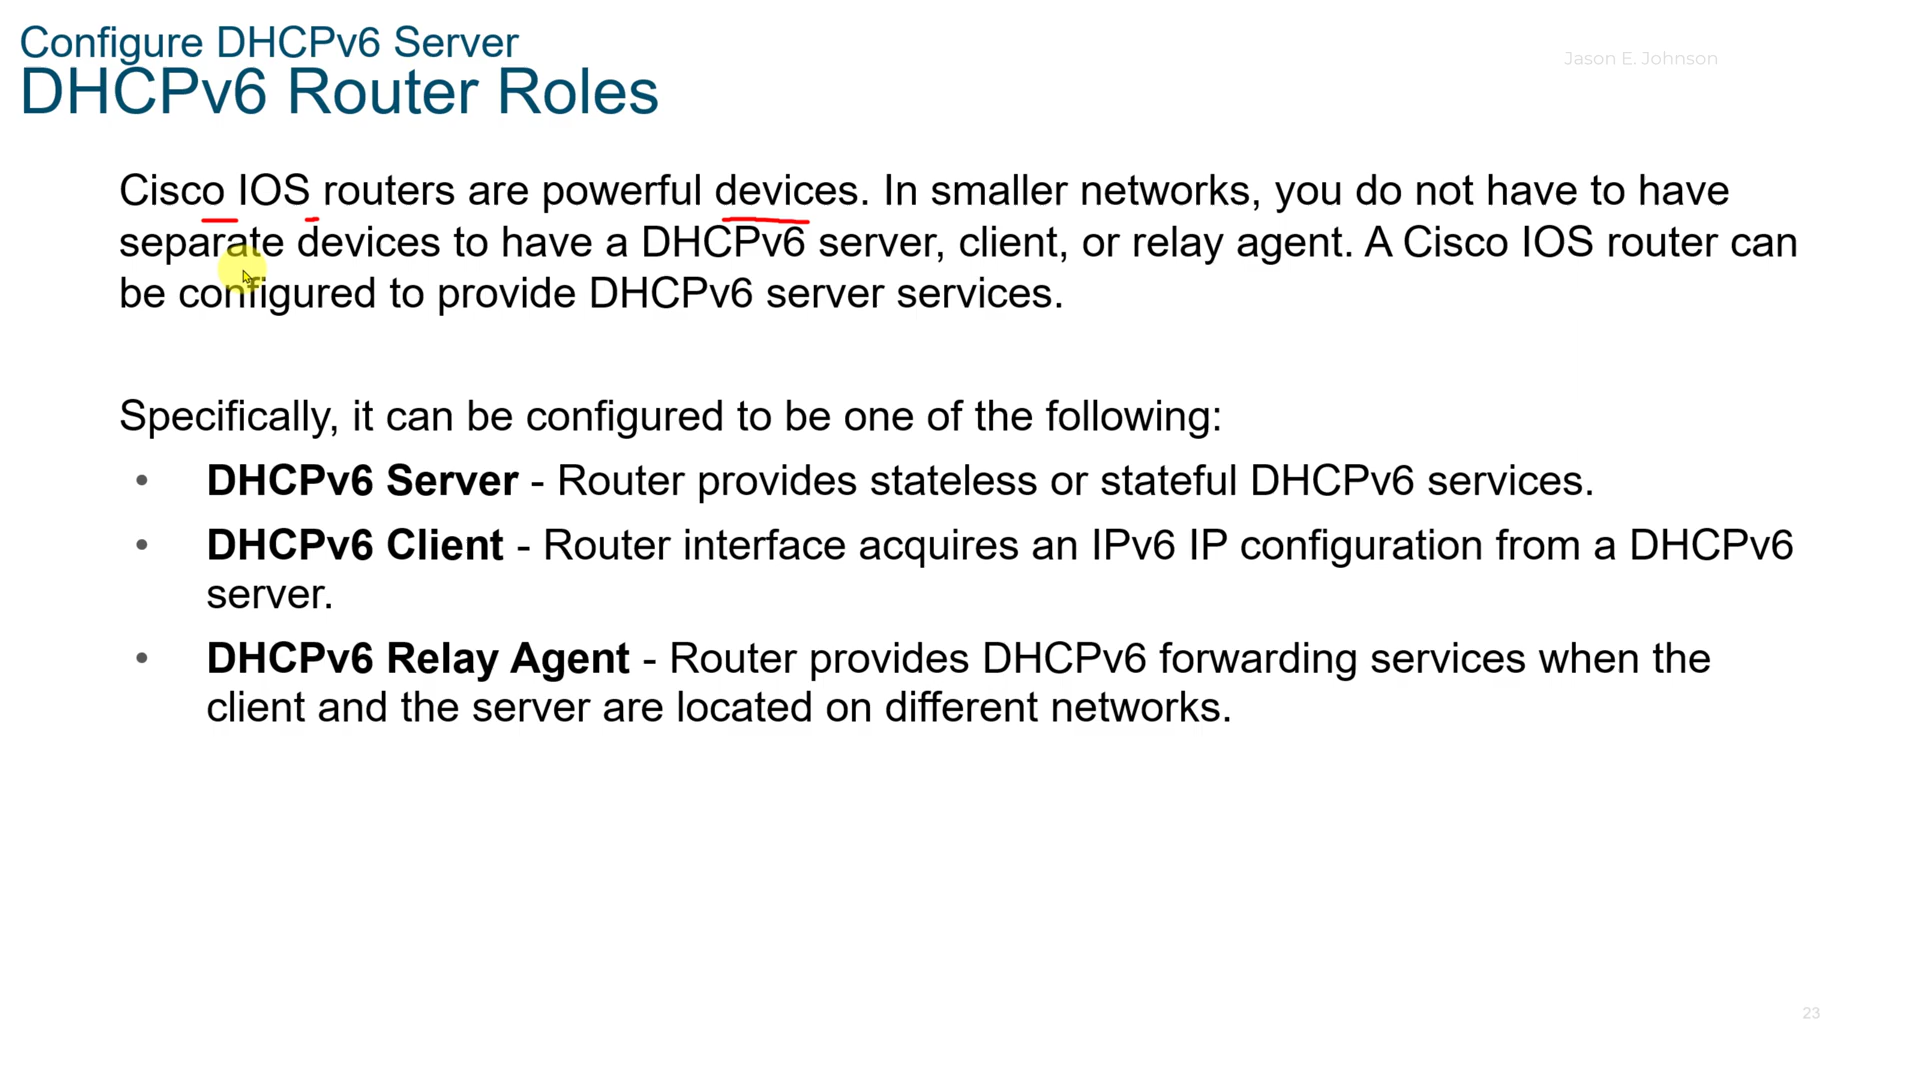 Configure DHCPv6 Server
Jason E. Johnson
DHCPv6 Router Roles
Cisco IOS routers are powerful devices. In smaller networks, you do not have to have
separate devices to have a DHCPv6 server, client, or relay agent. A Cisco IOS router can
be configured to provide DHCPv6 server services.
Specifically, it can be configured to be one of the following:
• DHCPv6 Server - Router provides stateless or stateful DHCPv6 services.
• DHCPv6 Client - Router interface acquires an IPv6 IP configuration from a DHCPv6
server.
• DHCPv6 Relay Agent - Router provides DHCPv6 forwarding services when the
client and the server are located on different networks.
23